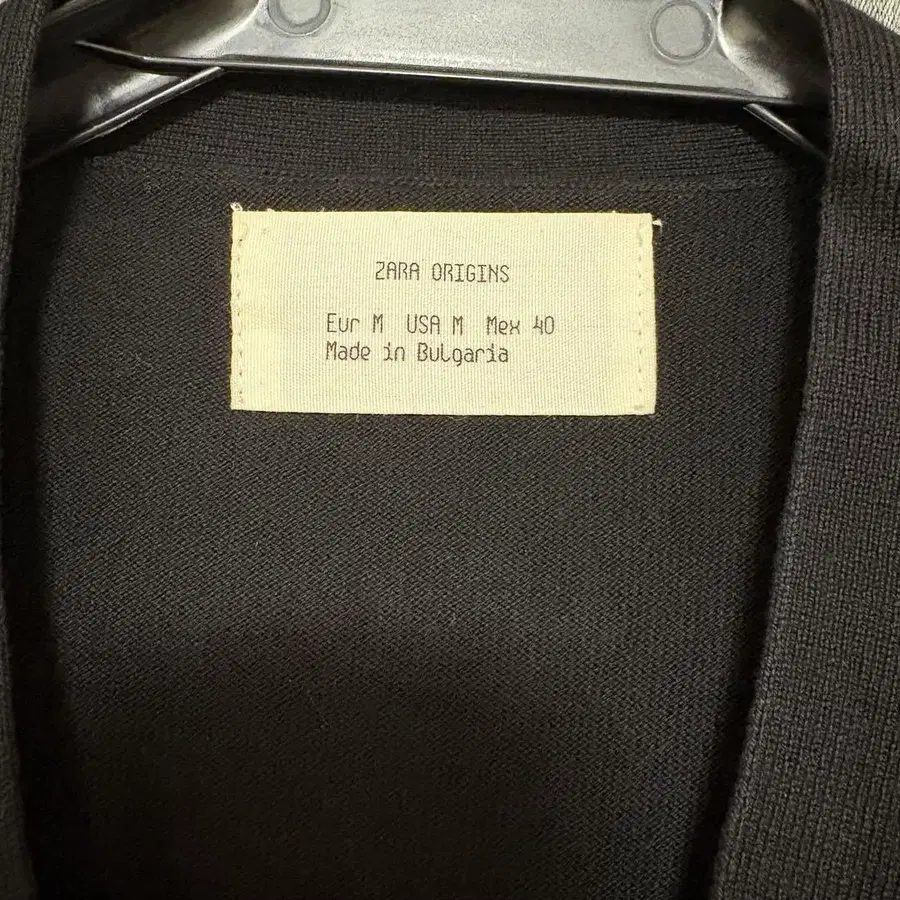 ZARA ORIGINS
Eur M USA M Mex 40
Made in Bulgaria